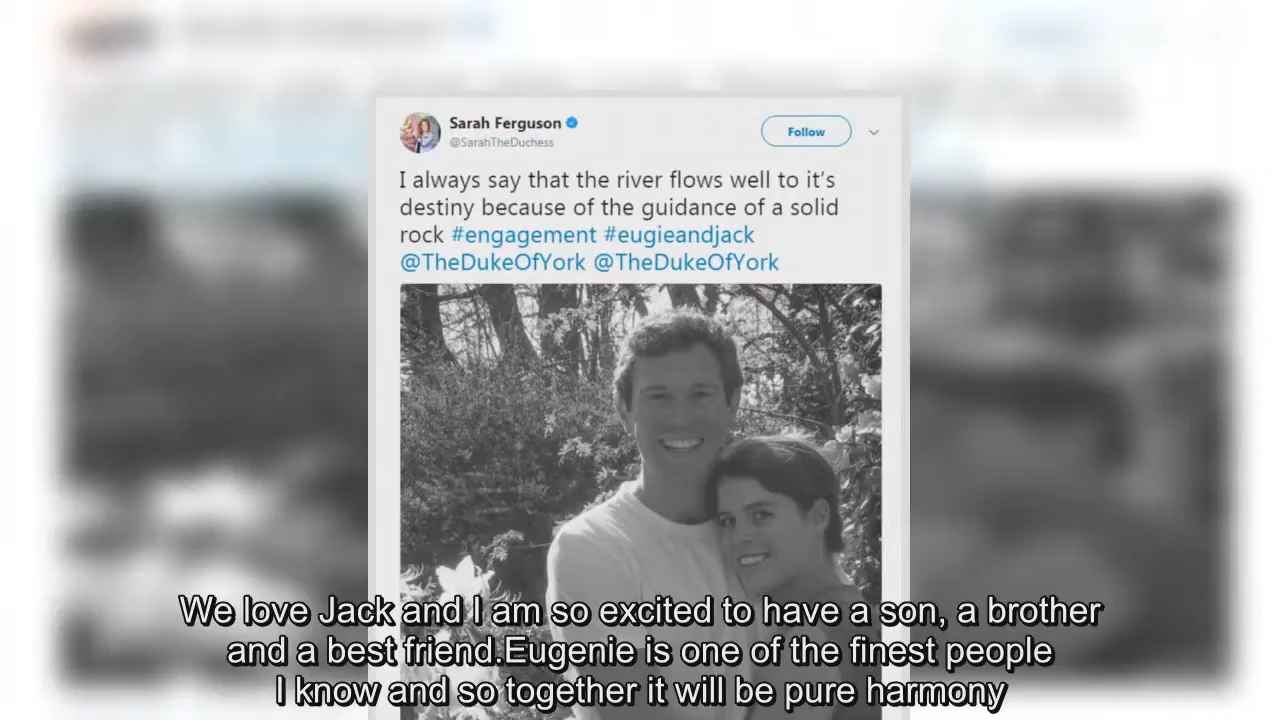 Sarah Ferguson
@SarahTheDuchess
Follow
I always say that the river flows well to it's
destiny because of the guidance of a solid
rock #engagement #eugieandjack
@TheDukeOfYork @TheDukeOfYork
We love Jack and I am so excited to have a son, a brother
and a best friend.Eugenie is one of the finest people
I know and so together it will be pure harmony